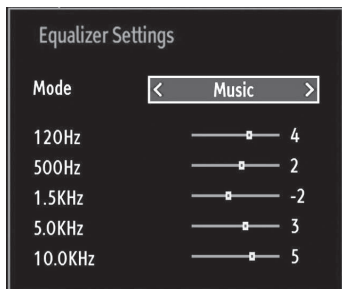 Equalizer Settings
Mode < Music >
120Hz 4
500Hz 2
1.5KHz -2
5.0KHz 3
10.0KHz 5